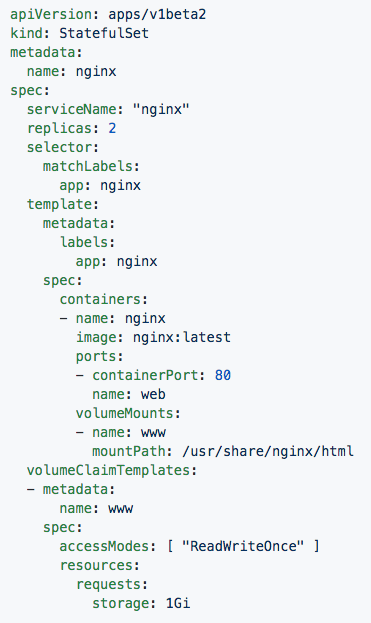 apiVersion: apps/v1beta2
kind: StatefulSet
metadata:
  name: nginx
spec:
  serviceName: "nginx"
  replicas: 2
  selector:
    matchLabels:
      app: nginx
  template:
    metadata:
      labels:
        app: nginx
    spec:
      containers:
      - name: nginx
        image: nginx:latest
        ports:
        - containerPort: 80
          name: web
        volumeMounts:
        - name: www
          mountPath: /usr/share/nginx/html
  volumeClaimTemplates:
  - metadata:
      name: www
    spec:
      accessModes: [ "ReadWriteOnce" ]
      resources:
        requests:
          storage: 1Gi